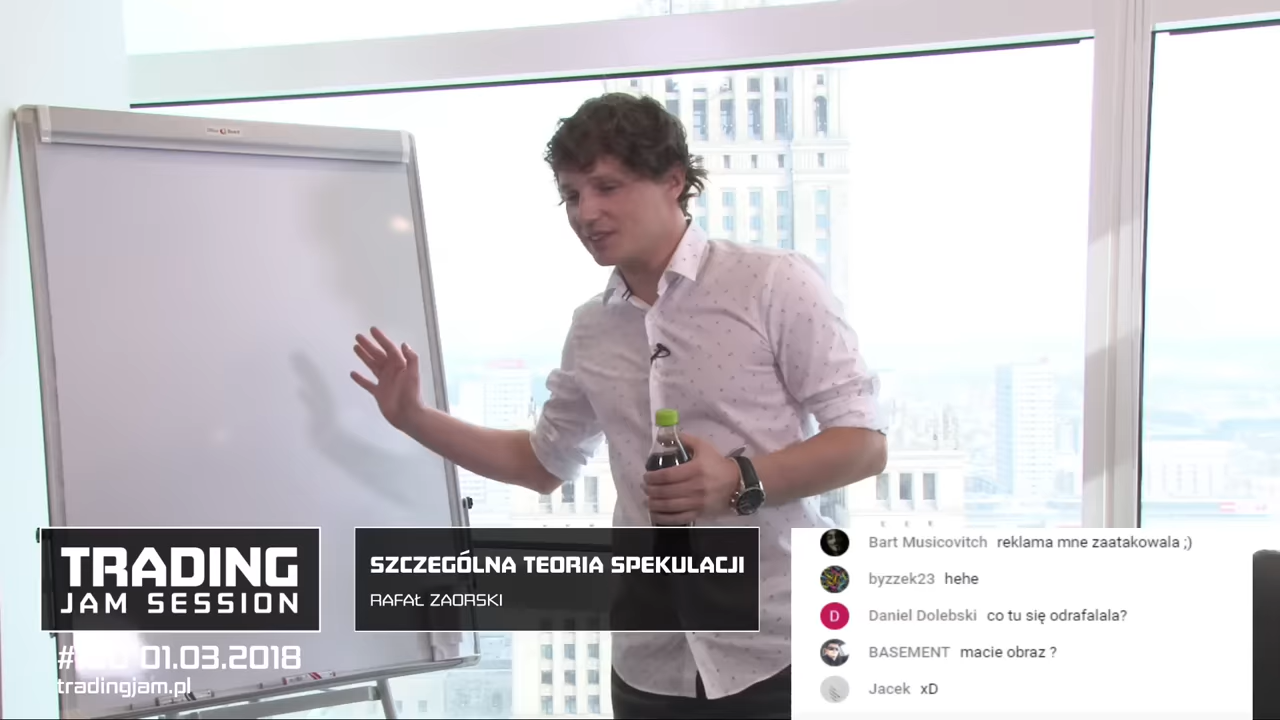 TRADING
JAM SESSION
SZCZEGÓLNA TEORIA SPEKULACJI
RAFAŁ ZAORSKI
01.03.2018
tradingjam.pl
Bart Musicovitch reklama mne zaatakowala ;)
byzzek23 hehe
D Daniel Dolebski co tu się odrafalala?
BASEMENT macie obraz ?
Jacek xD